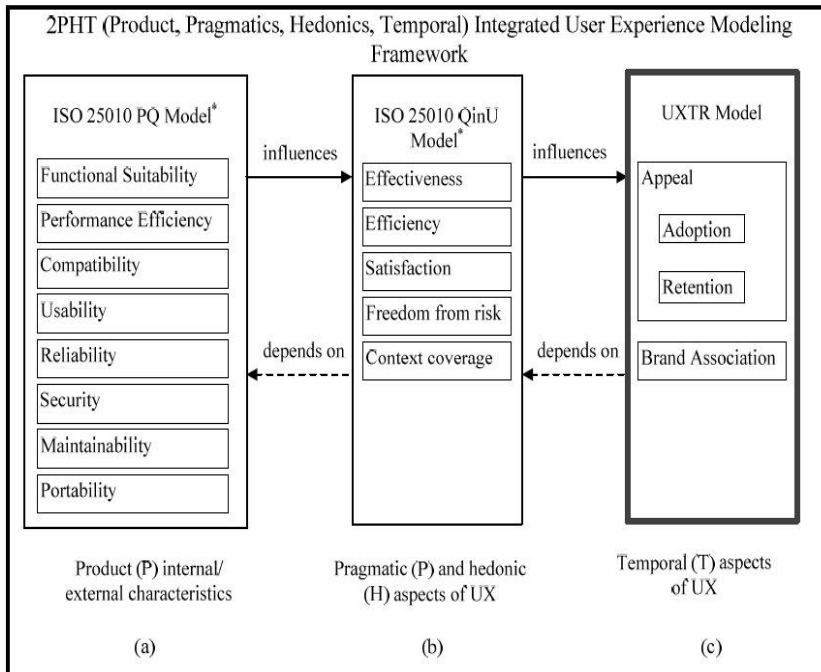 2PHT (Product, Pragmatics, Hedonics, Temporal) Integrated User Experience Modeling
Framework
ISO 25010 PQ Model*
Functional Suitability
Performance Efficiency
Compatibility
Usability
Reliability
Security
Maintainability
Portability
influences
depends on
ISO 25010 QinU
Model*
Effectiveness
Efficiency
Satisfaction
Freedom from risk
Context coverage
influences
depends on
UXTR Model
Appeal
Adoption
Retention
Brand Association
Product (P) internal/
external characteristics
Pragmatic (P) and hedonic
(H) aspects of UX
Temporal (T) aspects
of UX
(a)
(b)
(c)